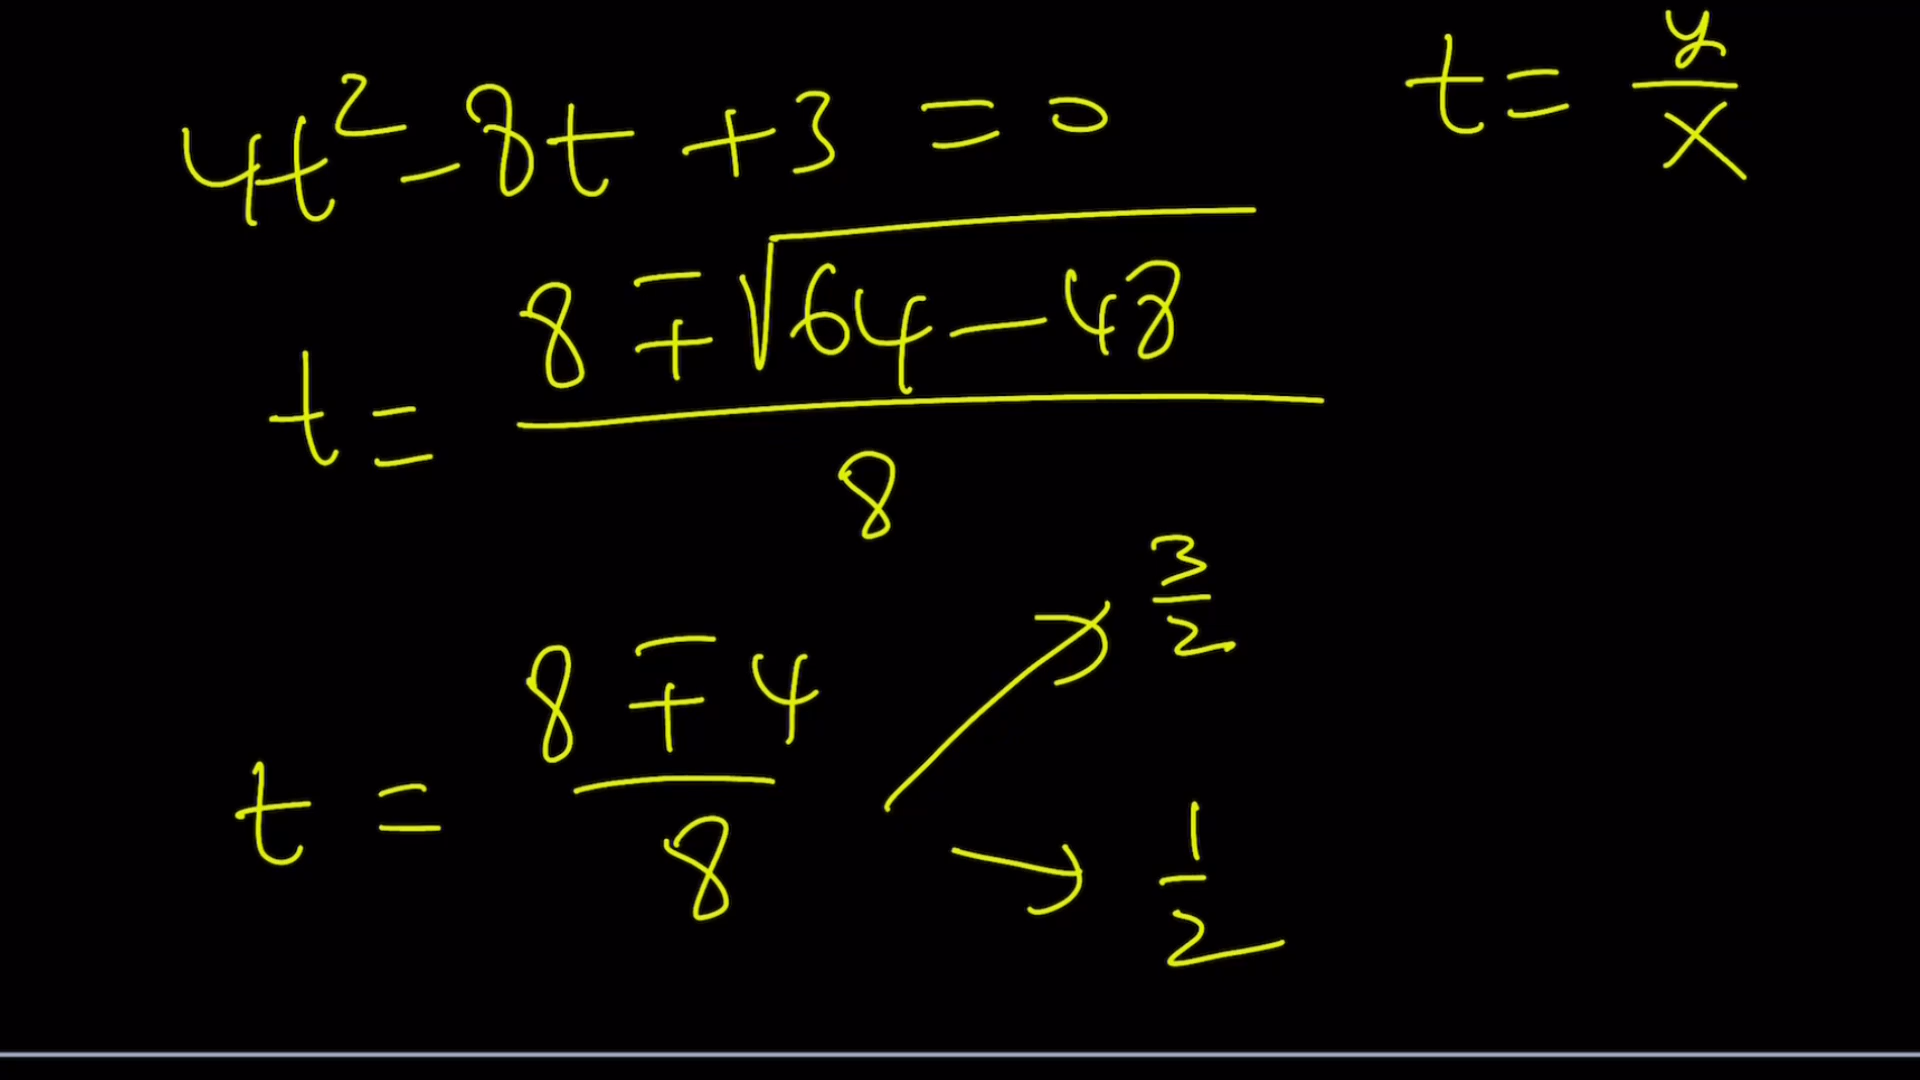 4t² - 8t + 3 = 0
t = y/x
t = (8 ∓ √(64 - 48))/8
t = (8 ∓ 4)/8
→ 3/2
→ 1/2